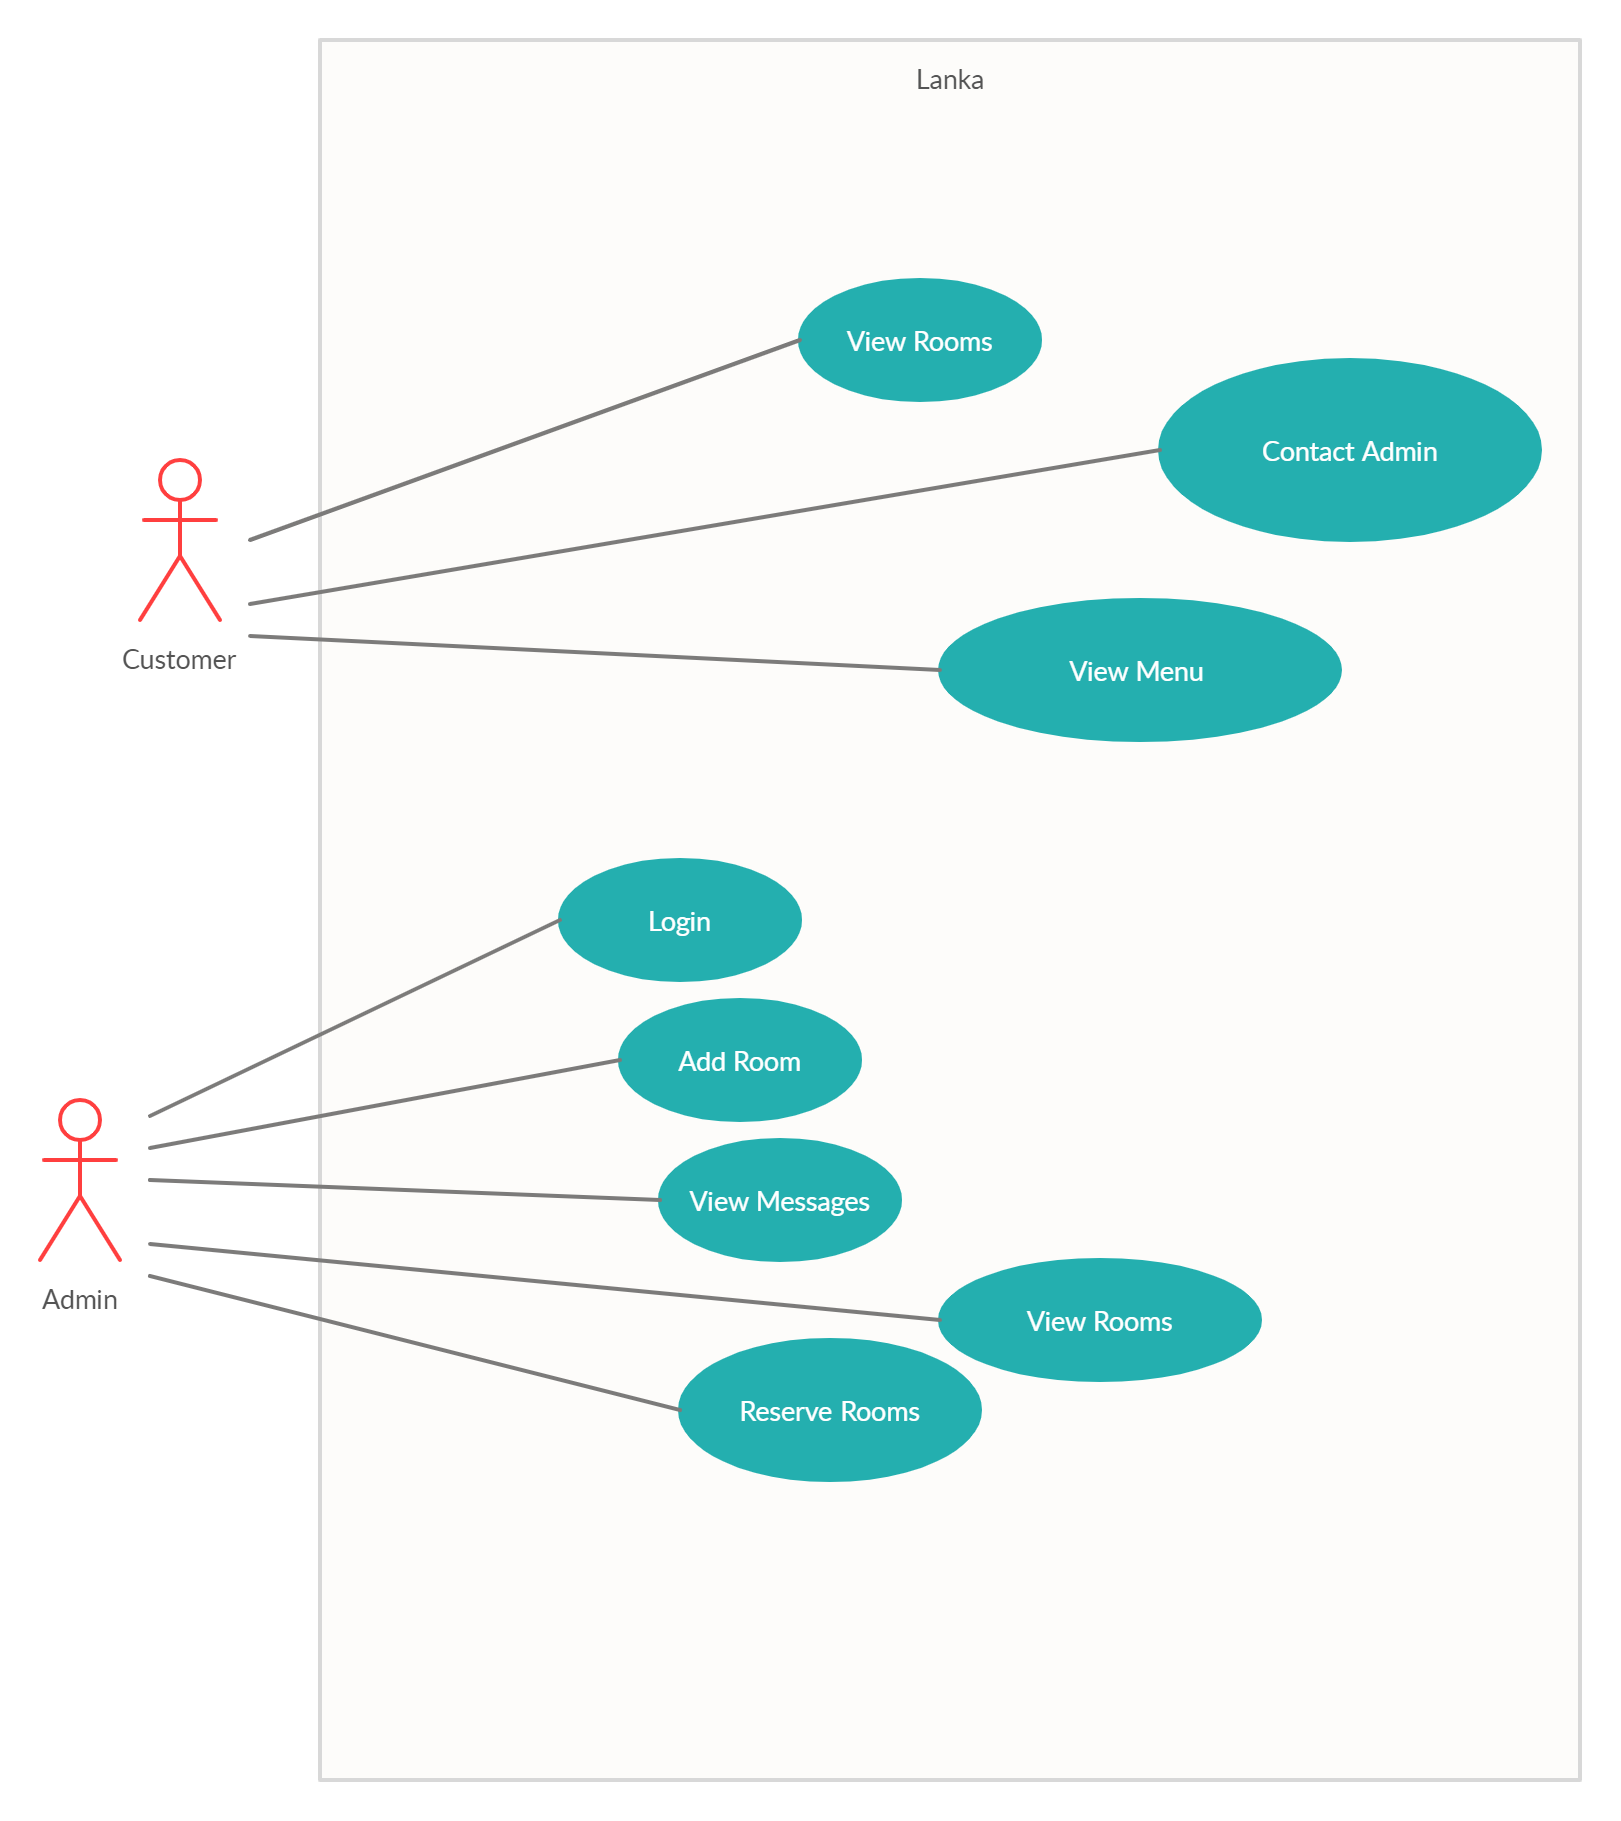 Lanka
View Rooms
Contact Admin
Customer
View Menu
Login
Add Room
View Messages
Admin
View Rooms
Reserve Rooms